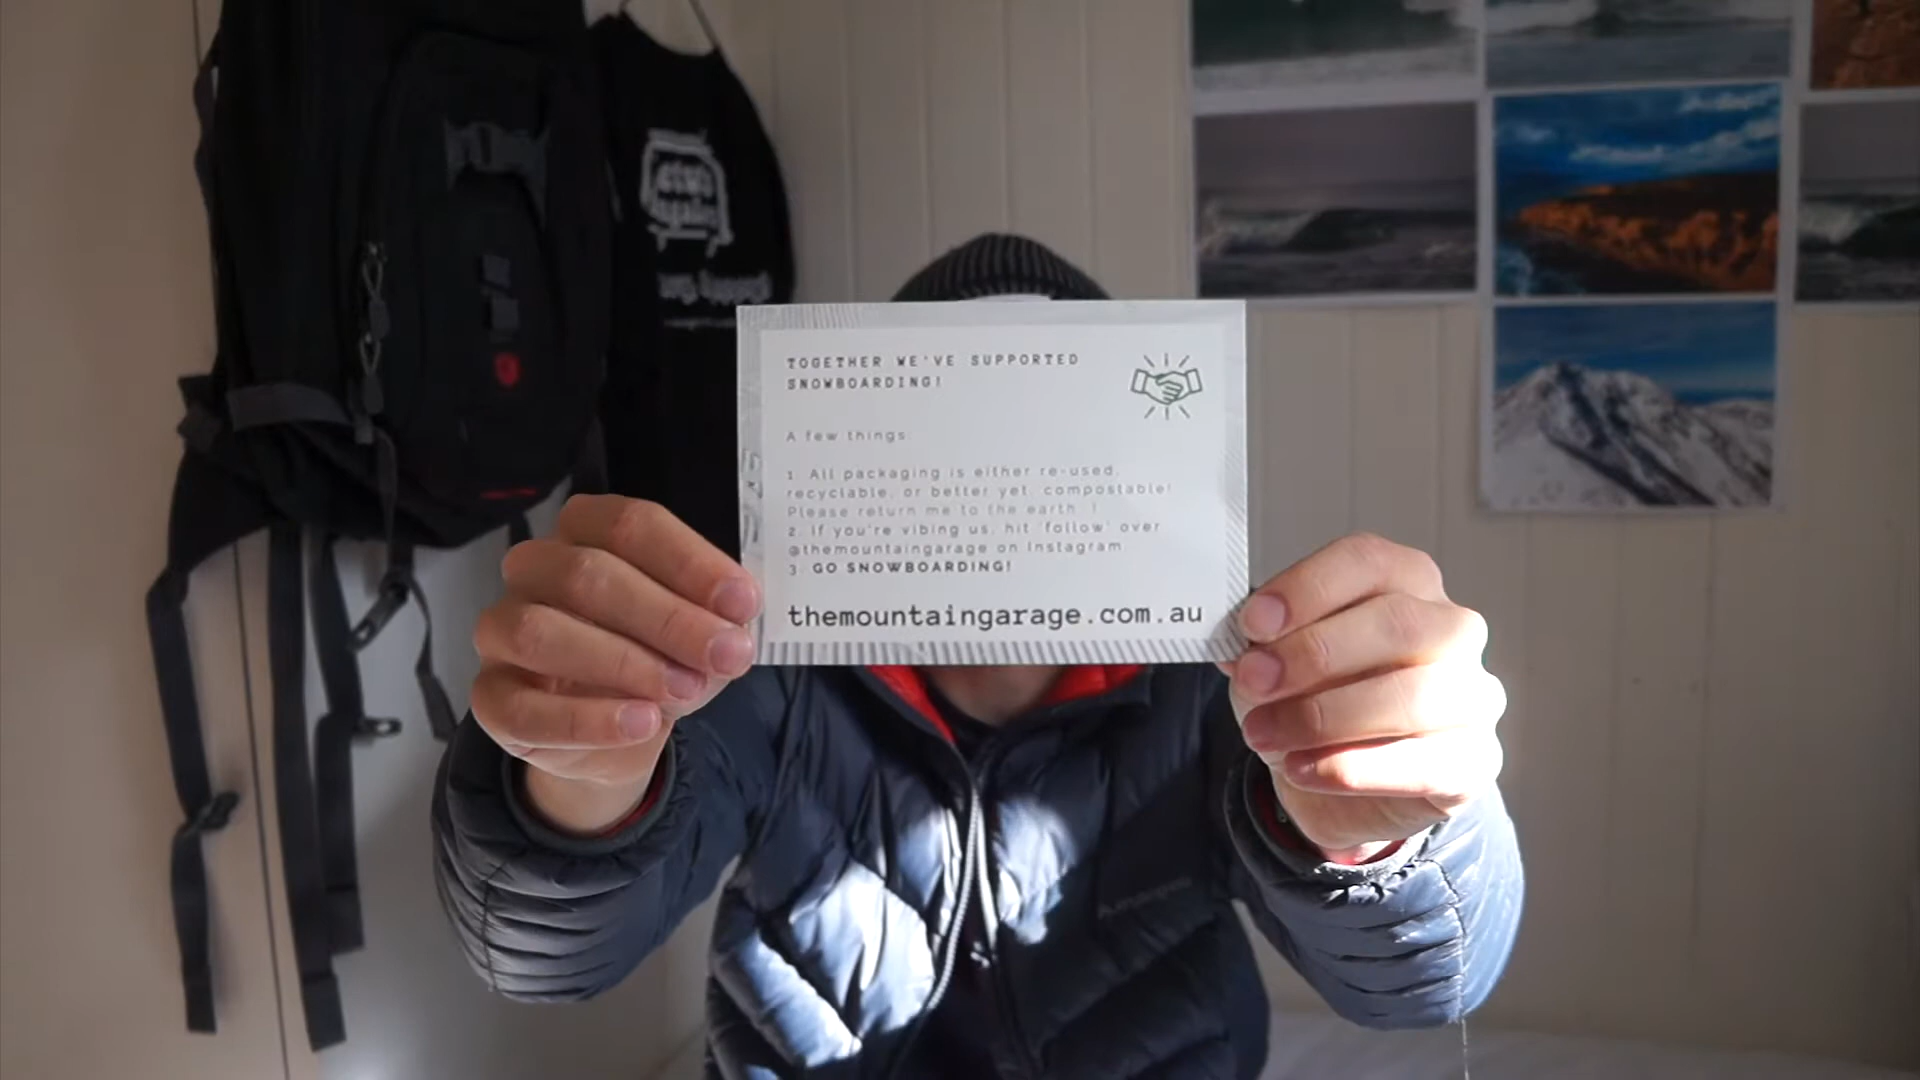 TOGETHER WE'VE SUPPORTED
SNOWBOARDING!
A few things
1. All packaging is either re-used,
recyclable, or better yet, compostable!
Please return me to the earth :)
2. If you're vibing us, hit 'follow' over
@themountaingarage on Instagram
3. GO SNOWBOARDING!
themountaingarage.com.au